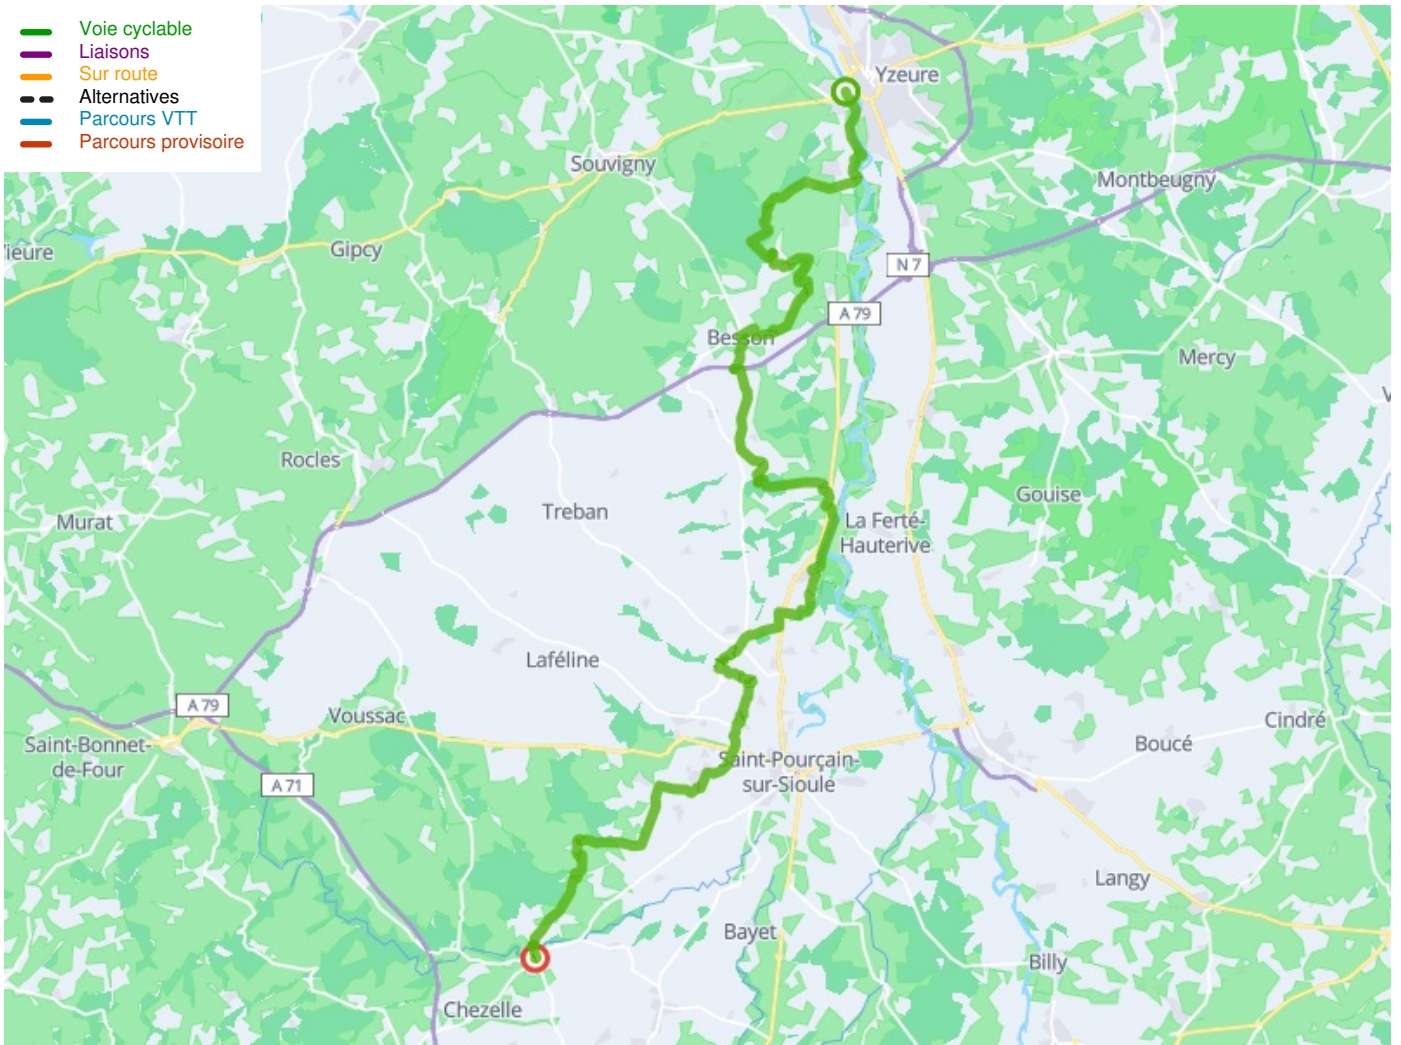 Voie cyclable
Liaisons
Sur route
Alternatives
Parcours VTT
Parcours provisoire
Yzeure
Souvigny
Montbeugny
Gipcy
ieure
N 7
A 79
Besson
Mercy
Rocles
Gouise
Treban
Murat
La Ferté-
Hauterive
Laféline
A 79
Voussac
Cindré
Saint-Bonnet-
de-Four
Boucé
Saint-Pourçain-
sur-Sioule
A 71
Langy
Bayet
Billy
Chezelle